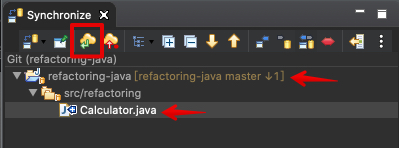 Synchronize
Git (refactoring-java)
refactoring-java [refactoring-java master ↓1]
src/refactoring
Calculator.java